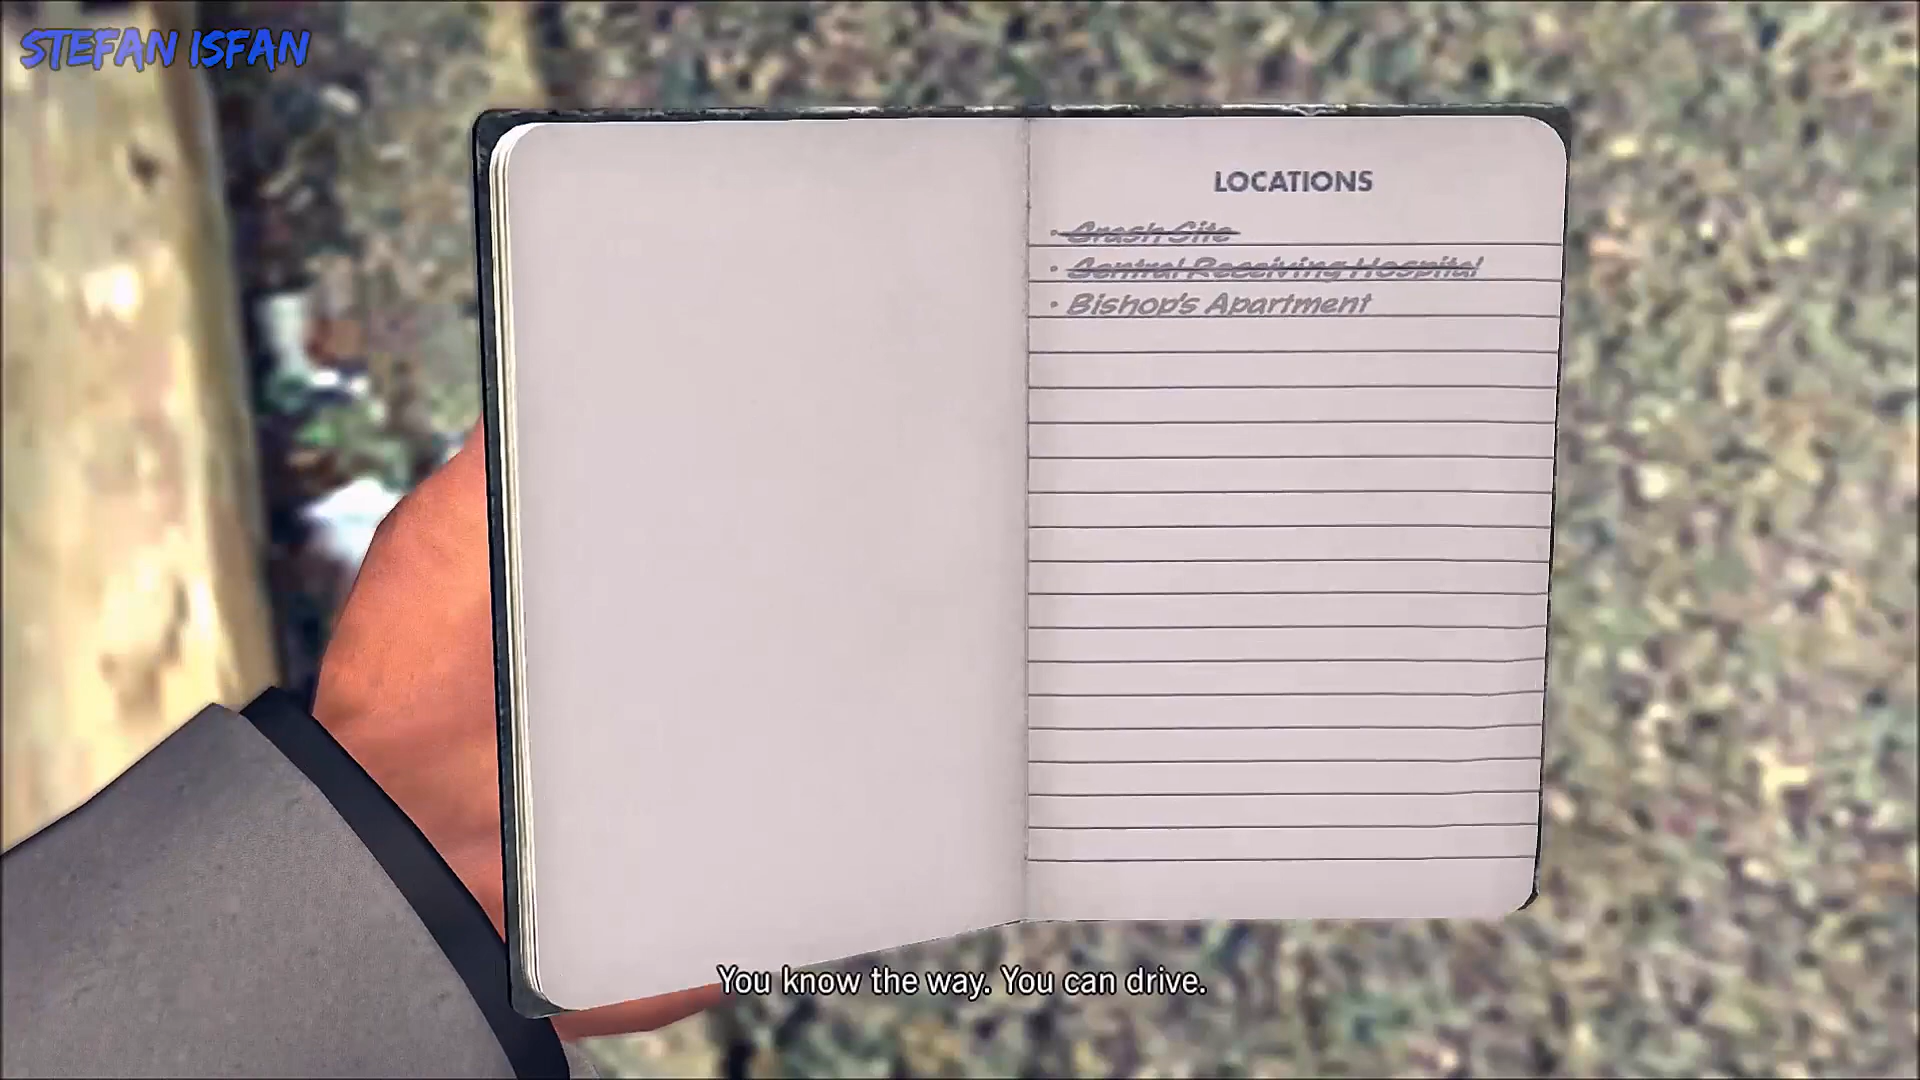 STEFAN ISFAN
LOCATIONS
· Crash Site
· Central Receiving Hospital
· Bishop's Apartment
You know the way. You can drive.